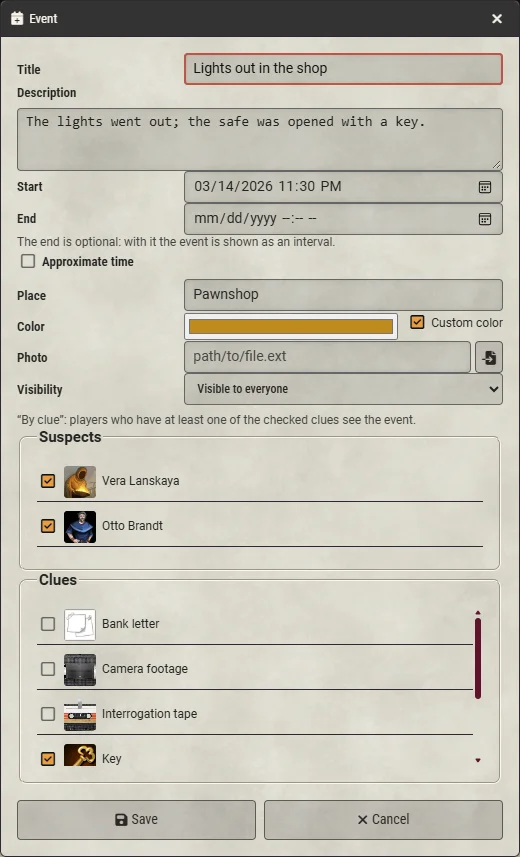 Event
Title
Lights out in the shop
Description
The lights went out; the safe was opened with a key.
Start
03/14/2026 11:30 PM
End
mm/dd/yyyy --:-- --
The end is optional: with it the event is shown as an interval.
Approximate time
Place
Pawnshop
Color
Custom color
Photo
path/to/file.ext
Visibility
Visible to everyone
“By clue”: players who have at least one of the checked clues see the event.
Suspects
Vera Lanskaya
Otto Brandt
Clues
Bank letter
Camera footage
Interrogation tape
Key
Save
Cancel